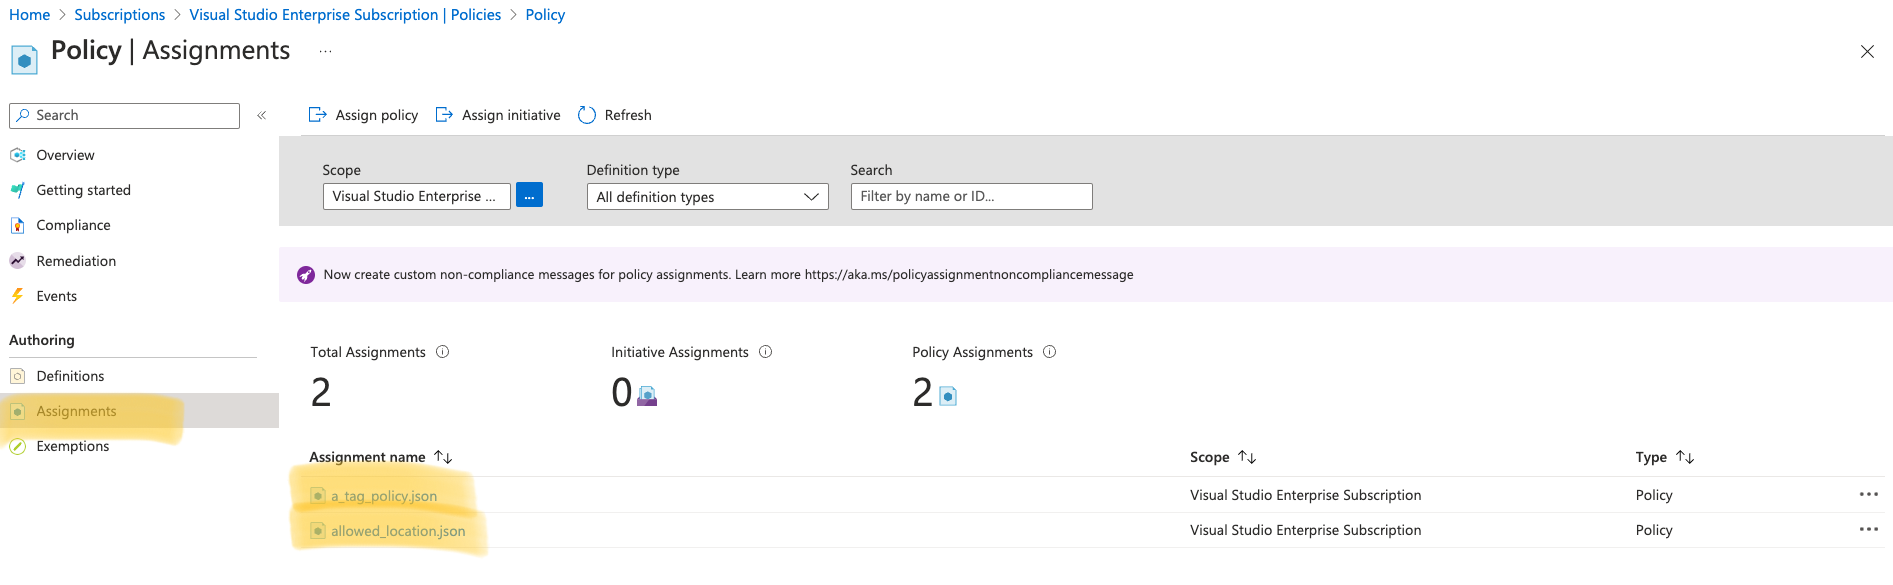 Home > Subscriptions > Visual Studio Enterprise Subscription | Policies > Policy
Policy | Assignments ...
Search «
Overview
Getting started
Compliance
Remediation
Events
Authoring
Definitions
Assignments
Exemptions
Assign policy Assign initiative Refresh
Scope Definition type Search
Visual Studio Enterprise ... ... All definition types Filter by name or ID...
Now create custom non-compliance messages for policy assignments. Learn more https://aka.ms/policyassignmentnoncompliancemessage
Total Assignments Initiative Assignments Policy Assignments
2 0 2
Assignment name ↑↓ Scope ↑↓ Type ↑↓
a_tag_policy.json Visual Studio Enterprise Subscription Policy ...
allowed_location.json Visual Studio Enterprise Subscription Policy ...